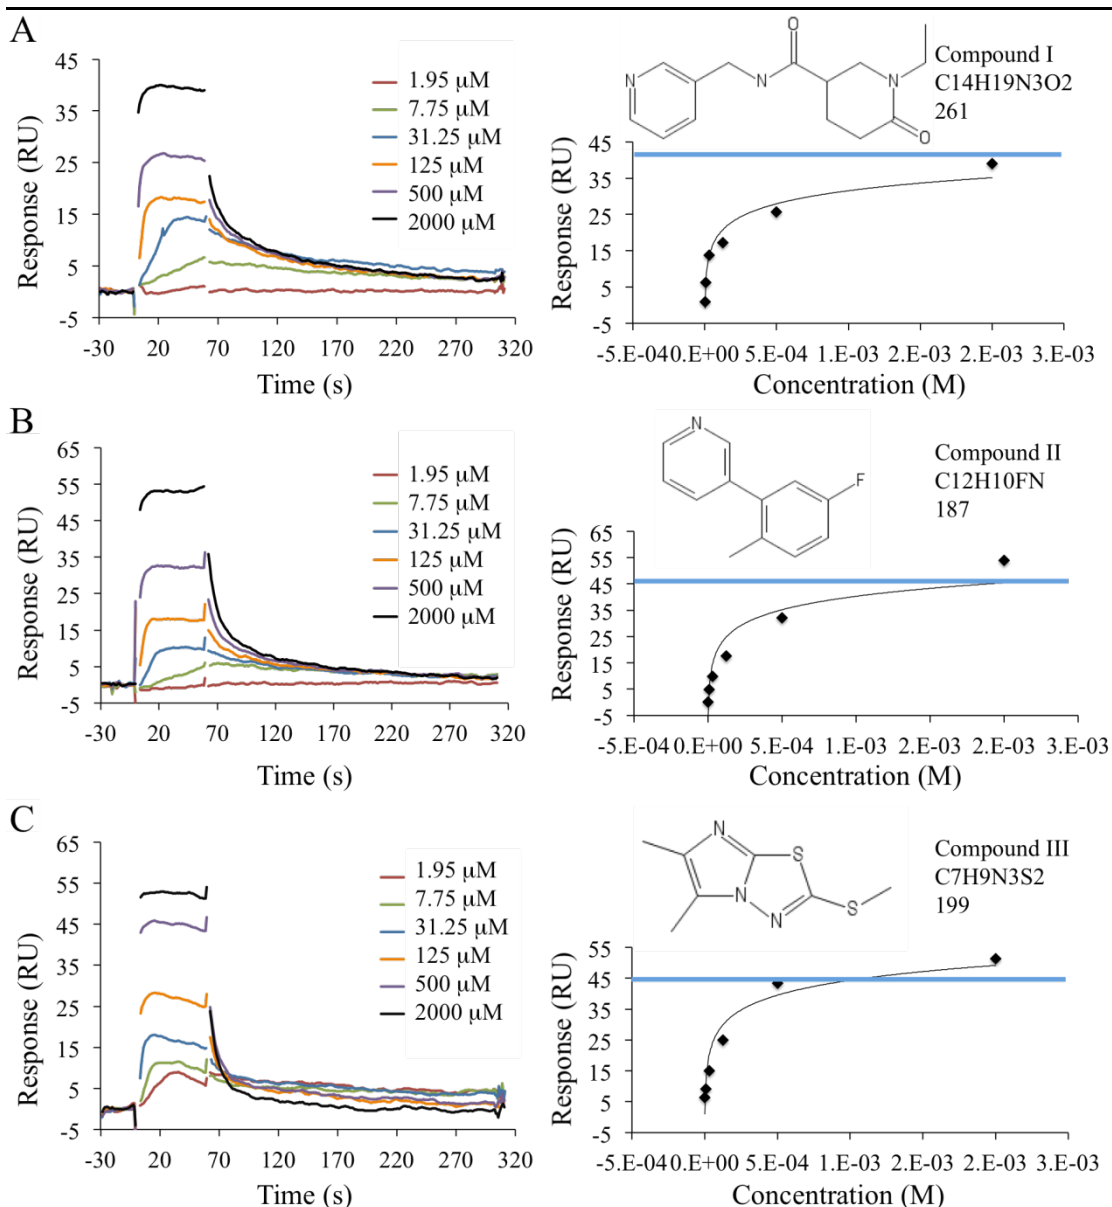 A
45
35
25
15
5
-5
-30 20 70 120 170 220 270 320
Response (RU)
Time (s)
1.95 µM
7.75 µM
31.25 µM
125 µM
500 µM
2000 µM
N
N
H
O
N
O
Compound I
C14H19N3O2
261
45
35
25
15
5
-5
-5.E-04 0.E+00 5.E-04 1.E-03 2.E-03 2.E-03 3.E-03
Response (RU)
Concentration (M)
B
65
55
45
35
25
15
5
-5
-30 20 70 120 170 220 270 320
Response (RU)
Time (s)
1.95 µM
7.75 µM
31.25 µM
125 µM
500 µM
2000 µM
N
F
Compound II
C12H10FN
187
65
55
45
35
25
15
5
-5
-5.E-04 0.E+00 5.E-04 1.E-03 2.E-03 2.E-03 3.E-03
Response (RU)
Concentration (M)
C
65
55
45
35
25
15
5
-5
-30 20 70 120 170 220 270 320
Response (RU)
Time (s)
1.95 µM
7.75 µM
31.25 µM
125 µM
500 µM
2000 µM
N
S
N
N
S
Compound III
C7H9N3S2
199
55
45
35
25
15
5
-5
-5.E-04 0.E+00 5.E-04 1.E-03 2.E-03 2.E-03 3.E-03
Response (RU)
Concentration (M)